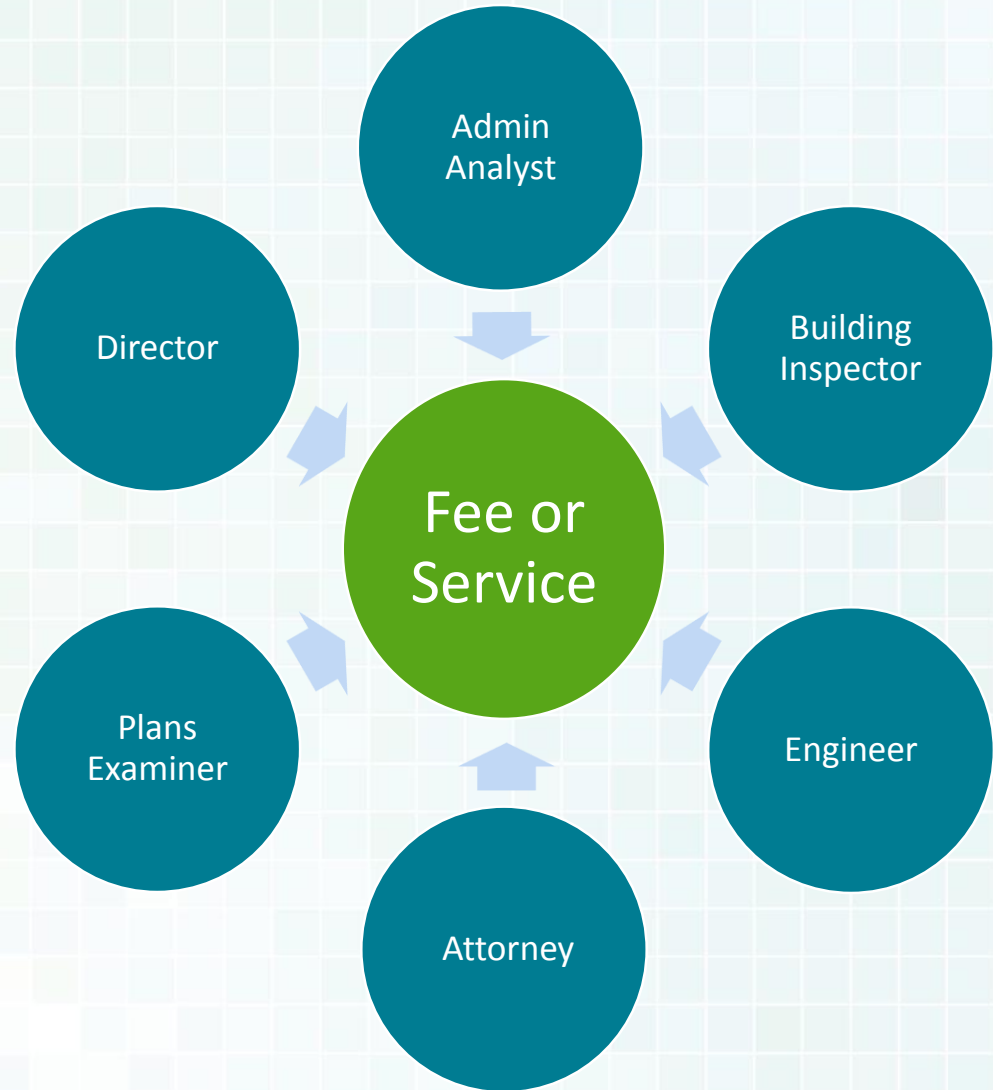 Admin
Analyst
Director
Building
Inspector
Fee or
Service
Plans
Examiner
Engineer
Attorney